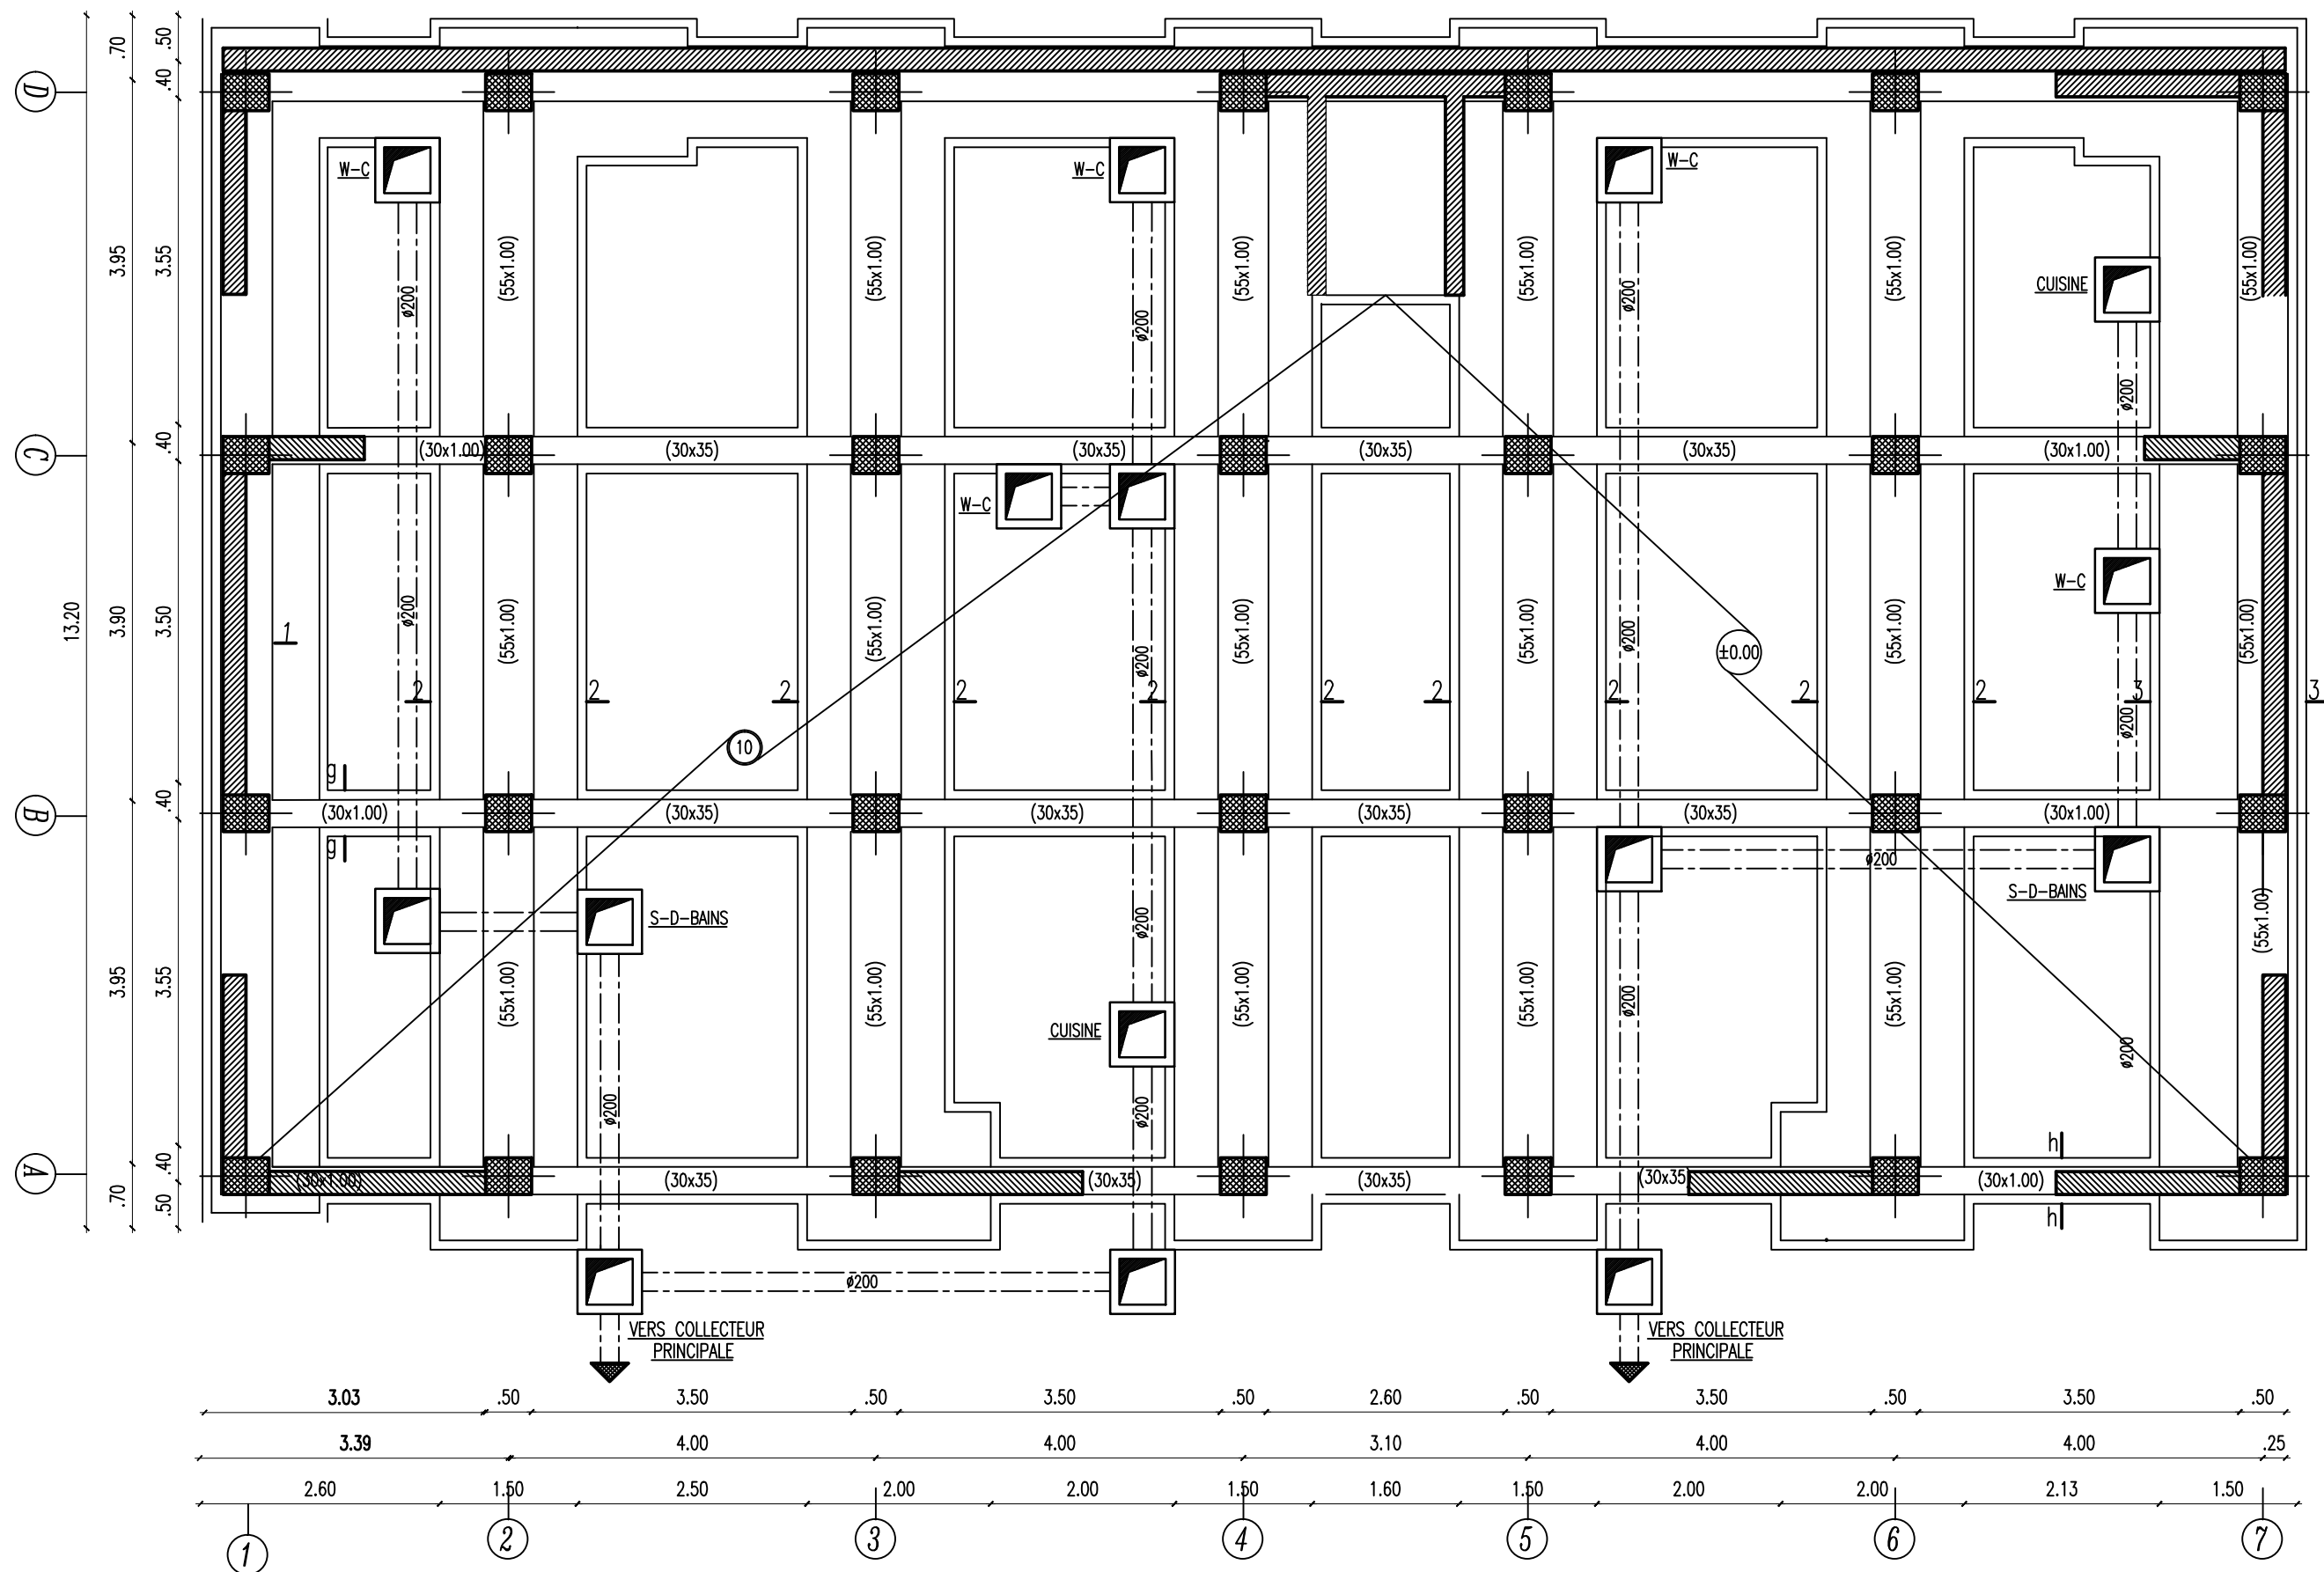 .70
.50
.40
D
W-C
W-C
W-C
3.95
3.55
(55x1.00)
(55x1.00)
(55x1.00)
(55x1.00)
(55x1.00)
(55x1.00)
CUISINE
ø200
ø200
ø200
ø200
C
.40
(30x1.00)
(30x35)
(30x35)
(30x35)
(30x35)
(30x1.00)
W-C
W-C
13.20
3.90
3.50
1
ø200
(55x1.00)
(55x1.00)
ø200
(55x1.00)
(55x1.00)
ø200
(55x1.00)
(55x1.00)
±0.00
2
2
2
2
2
2
2
2
2
2
3
3
ø200
10
g
B
.40
(30x1.00)
(30x35)
(30x35)
(30x35)
(30x35)
(30x1.00)
g
ø200
S-D-BAINS
S-D-BAINS
ø200
(55x1.00)
3.95
3.55
(55x1.00)
(55x1.00)
(55x1.00)
(55x1.00)
ø200
(55x1.00)
CUISINE
ø200
ø200
ø200
h
A
.40
(30x1.00)
(30x35)
(30x35)
(30x35)
(30x35
(30x1.00)
.70
.50
h
ø200
VERS COLLECTEUR
PRINCIPALE
VERS COLLECTEUR
PRINCIPALE
3.03
.50
3.50
.50
3.50
.50
2.60
.50
3.50
.50
3.50
.50
3.39
4.00
4.00
3.10
4.00
4.00
.25
2.60
1.50
2.50
2.00
2.00
1.50
1.60
1.50
2.00
2.00
2.13
1.50
1
2
3
4
5
6
7